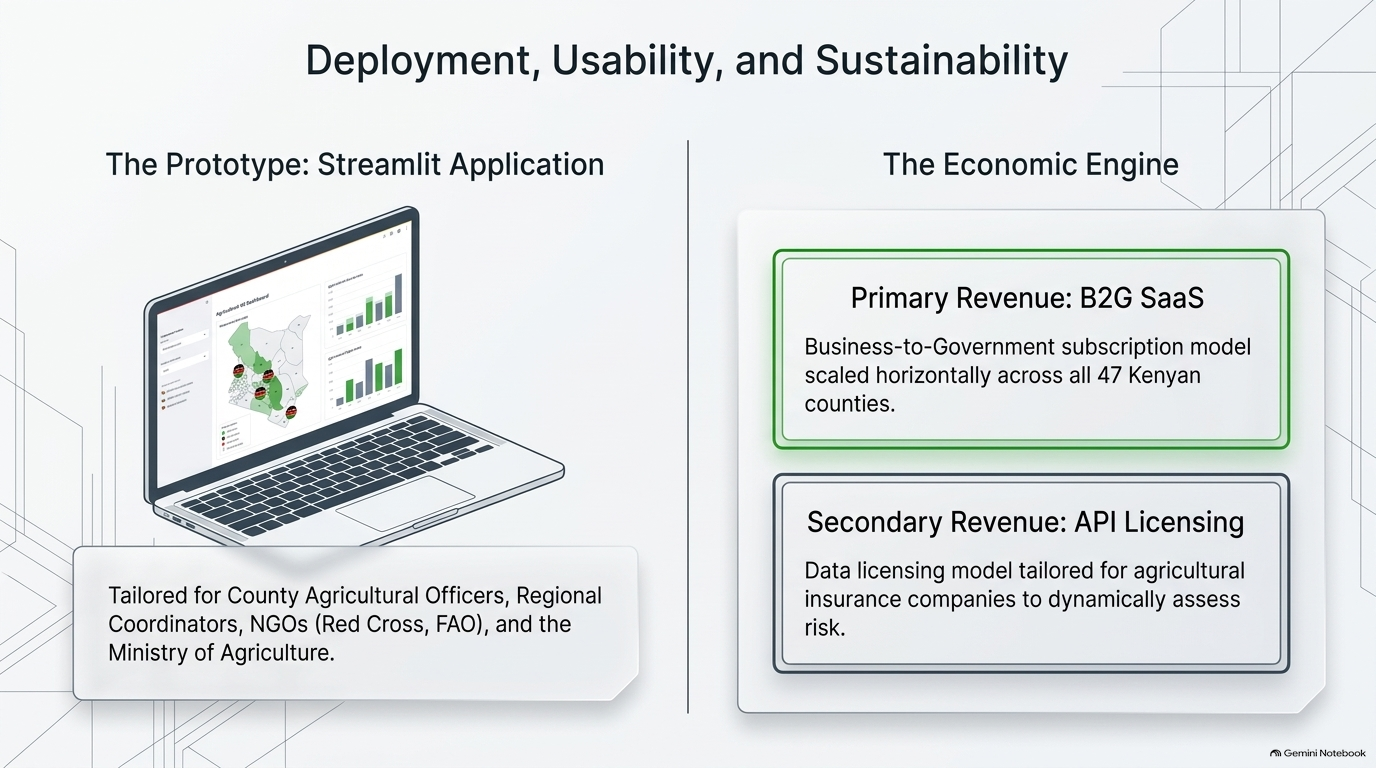 Deployment, Usability, and Sustainability
The Prototype: Streamlit Application
Tailored for County Agricultural Officers, Regional
Coordinators, NGOs (Red Cross, FAO), and the
Ministry of Agriculture.
The Economic Engine
Primary Revenue: B2G SaaS
Business-to-Government subscription model
scaled horizontally across all 47 Kenyan
counties.
Secondary Revenue: API Licensing
Data licensing model tailored for agricultural
insurance companies to dynamically assess
risk.
Gemini Notebook